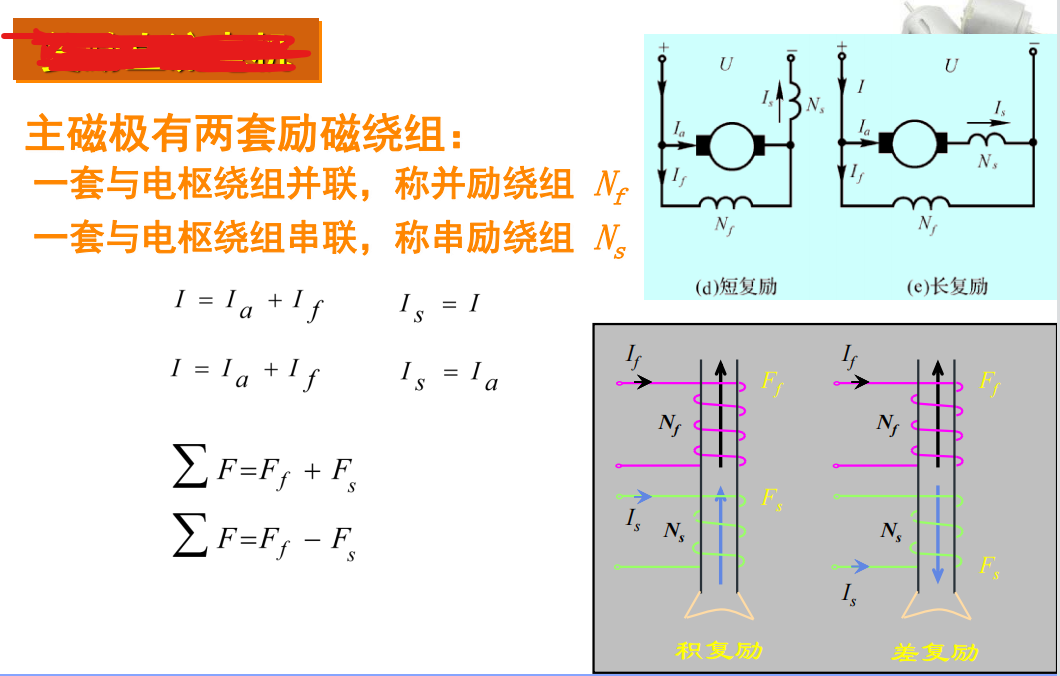 主磁极有两套励磁绕组：
一套与电枢绕组并联，称并励绕组 N_f
一套与电枢绕组串联，称串励绕组 N_s
I = I_a + I_f    I_s = I
I = I_a + I_f    I_s = I_a
∑ F=F_f + F_s
∑ F=F_f − F_s
+ U −
I_s N_s
I_a
I_f
N_f
(d)短复励
+ U −
I
I_a I_s
N_s
I_f
N_f
(e)长复励
I_f F_f
N_f
F_s
I_s N_s
积复励
I_f F_f
N_f
N_s
F_s
I_s
差复励